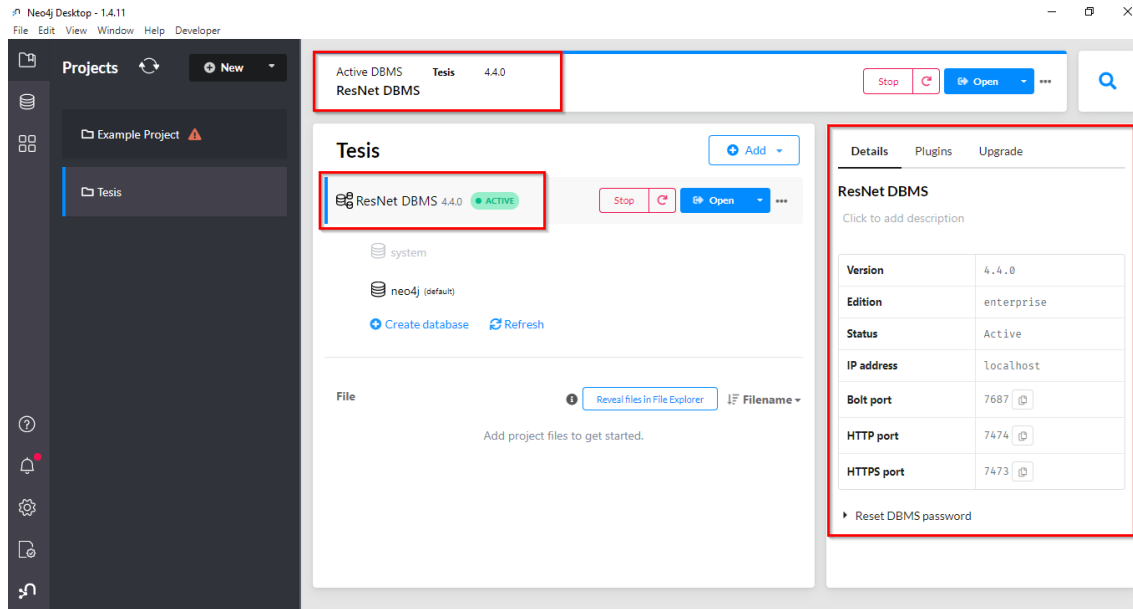 Neo4j Desktop - 1.4.11
File Edit View Window Help Developer
Projects
New
Example Project
Tesis
Active DBMS Tesis 4.4.0
ResNet DBMS
Stop
Open
Tesis
Add
ResNet DBMS 4.4.0 ACTIVE
Stop
Open
system
neo4j (default)
Create database Refresh
File
Reveal files in File Explorer
Filename
Add project files to get started.
Details Plugins Upgrade
ResNet DBMS
Click to add description
Version 4.4.0
Edition enterprise
Status Active
IP address localhost
Bolt port 7687
HTTP port 7474
HTTPS port 7473
Reset DBMS password